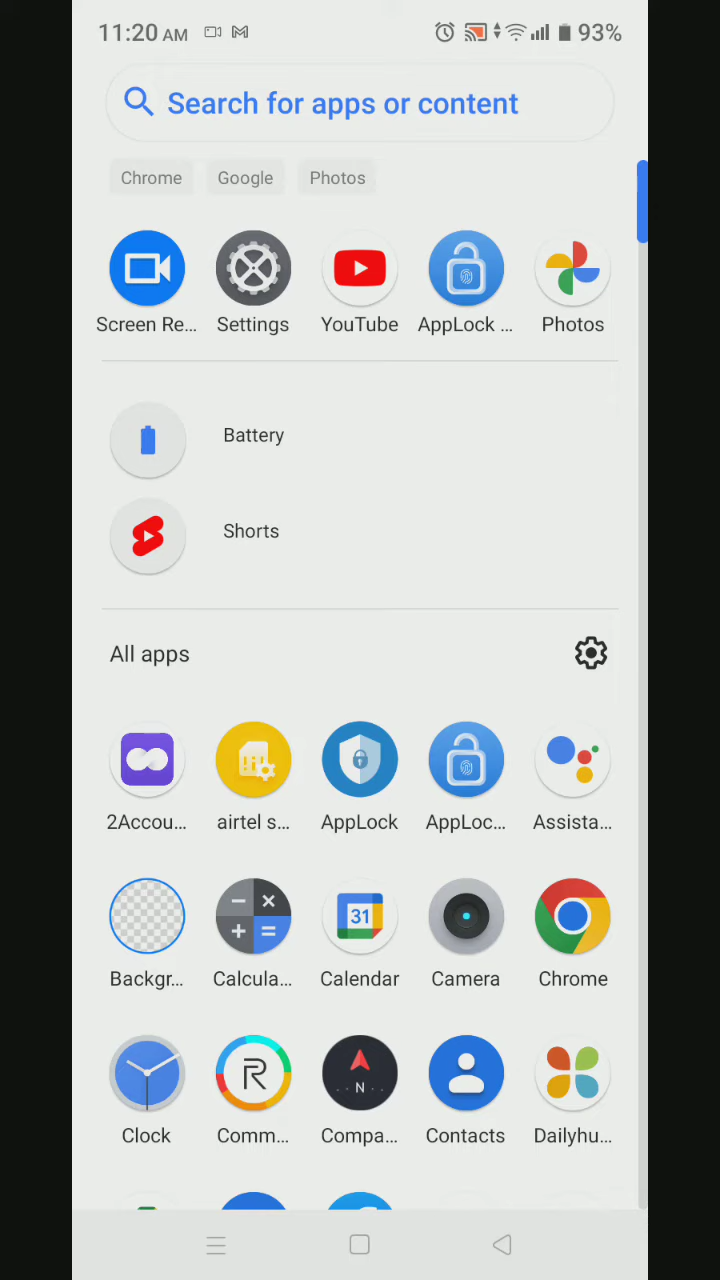 11:20 AM 93%
Search for apps or content
Chrome Google Photos
Screen Re... Settings YouTube AppLock ... Photos
Battery
Shorts
All apps
2Accou... airtel s... AppLock AppLoc... Assista...
31
Backgr... Calcula... Calendar Camera Chrome
R
N
Clock Comm... Compa... Contacts Dailyhu...